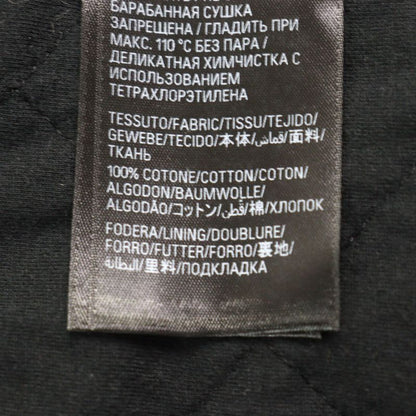 БАРАБАННАЯ СУШКА
ЗАПРЕЩЕНА / ГЛАДИТЬ ПРИ
МАКС. 110 °C БЕЗ ПАРА /
ДЕЛИКАТНАЯ ХИМЧИСТКА С
ИСПОЛЬЗОВАНИЕМ
ТЕТРАХЛОРЭТИЛЕНА
TESSUTO/FABRIC/TISSU/TEJIDO/
GEWEBE/TECIDO/本体/قماش/面料/
ТКАНЬ
100% COTONE/COTTON/COTON/
ALGODON/BAUMWOLLE/
ALGODÃO/コットン/قطن/棉/ХЛОПОК
FODERA/LINING/DOUBLURE/
FORRO/FUTTER/FORRO/裏地/
البطانة/里料/ПОДКЛАДКА